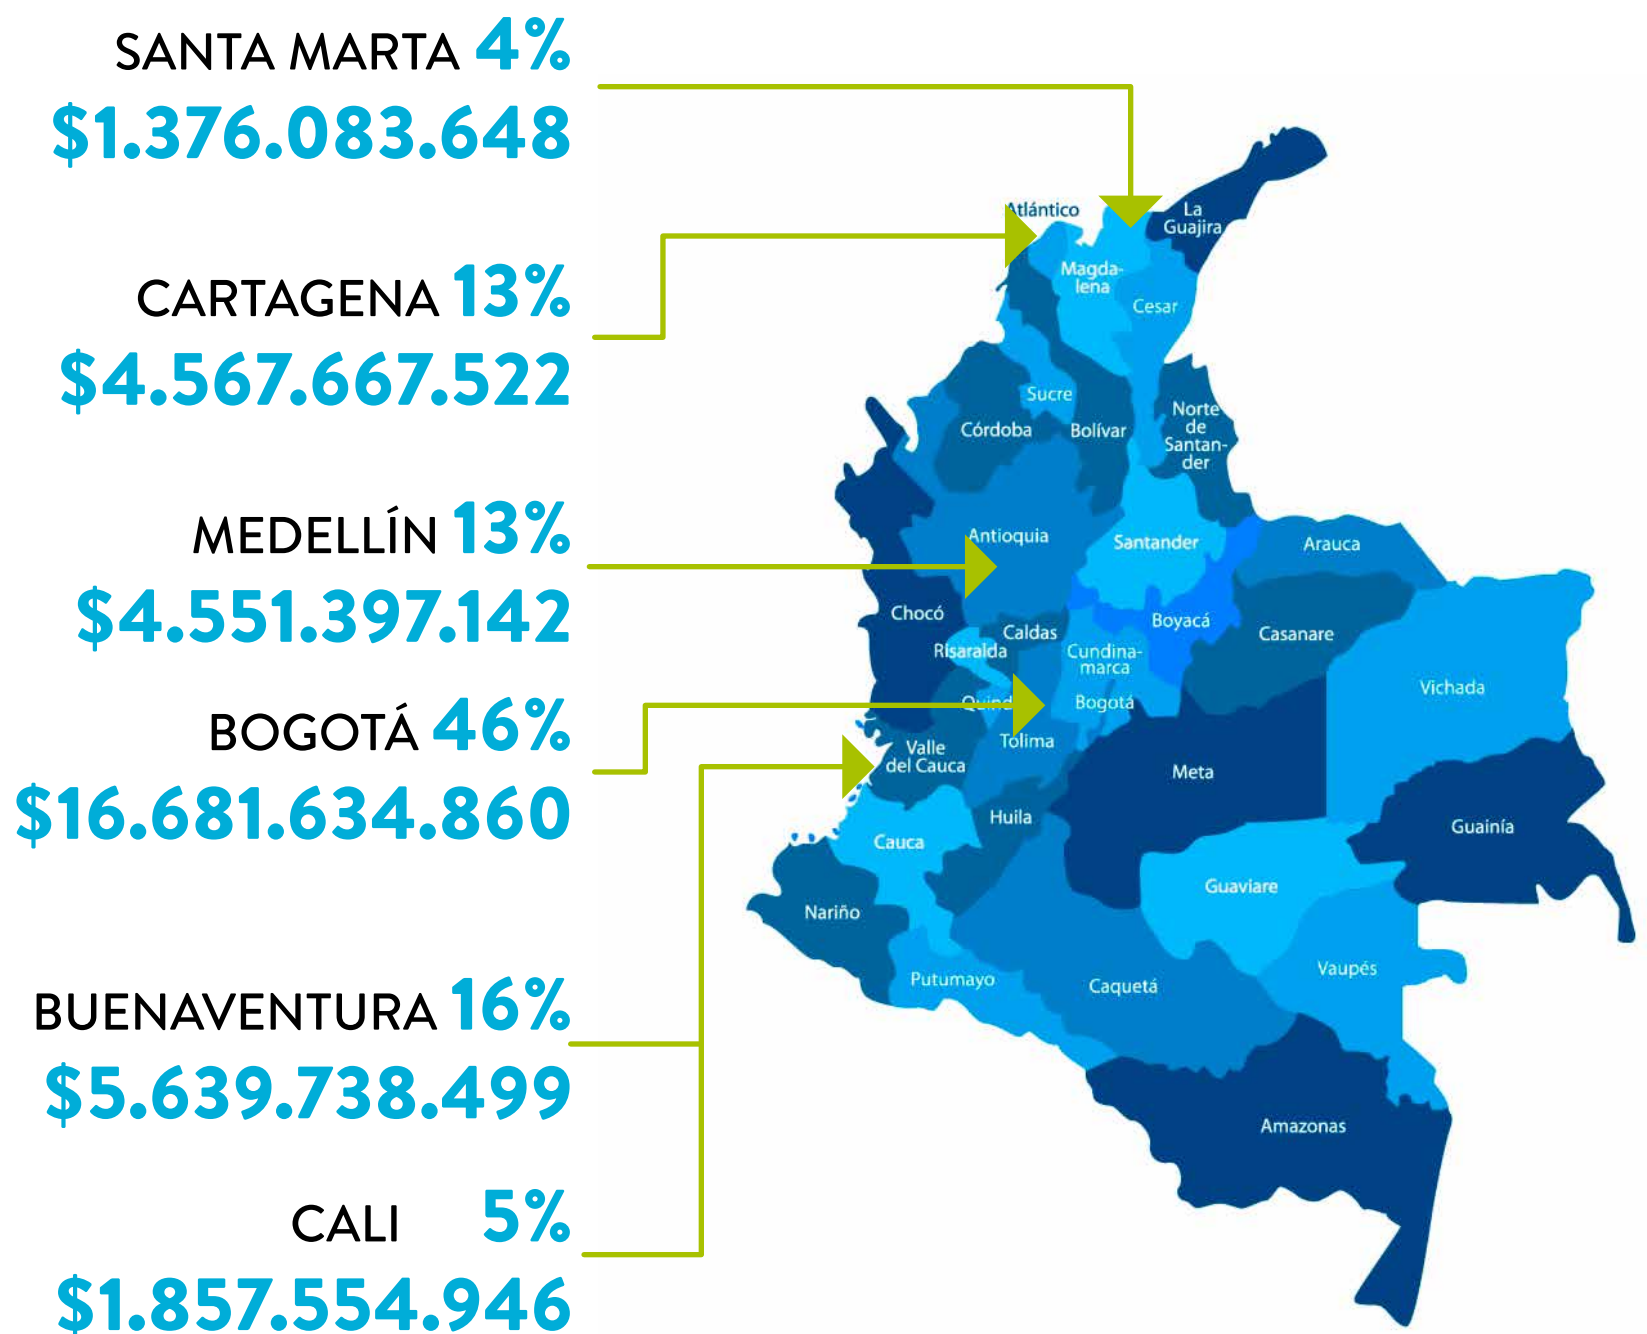 SANTA MARTA 4%
$1.376.083.648
CARTAGENA 13%
$4.567.667.522
MEDELLÍN 13%
$4.551.397.142
BOGOTÁ 46%
$16.681.634.860
BUENAVENTURA 16%
$5.639.738.499
CALI 5%
$1.857.554.946
Atlántico
La
Guajira
Magda-
lena
Cesar
Sucre
Córdoba
Bolívar
Norte
de
Santan-
der
Antioquia
Santander
Arauca
Chocó
Caldas
Boyacá
Casanare
Risaralda
Cundina-
marca
Vichada
Quind
Bogotá
Tolima
Valle
del Cauca
Meta
Huila
Guainía
Cauca
Guaviare
Nariño
Vaupés
Putumayo
Caquetá
Amazonas